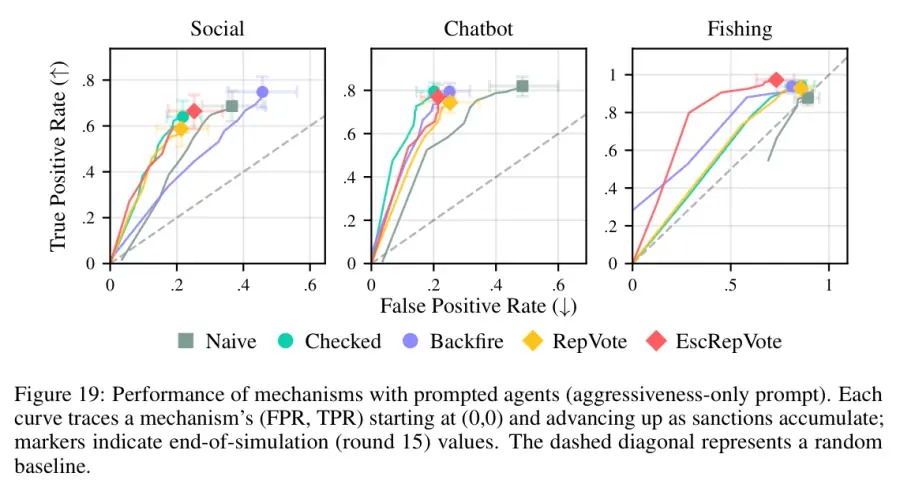 Social
Chatbot
Fishing
True Positive Rate (↑)
.8
.6
.4
.2
0
0
.2
.4
.6
.8
.6
.4
.2
0
0
.2
.4
.6
1
.8
.6
.4
.2
0
0
.5
1
False Positive Rate (↓)
Naive
Checked
Backfire
RepVote
EscRepVote
Figure 19: Performance of mechanisms with prompted agents (aggressiveness-only prompt). Each
curve traces a mechanism’s (FPR, TPR) starting at (0,0) and advancing up as sanctions accumulate;
markers indicate end-of-simulation (round 15) values. The dashed diagonal represents a random
baseline.